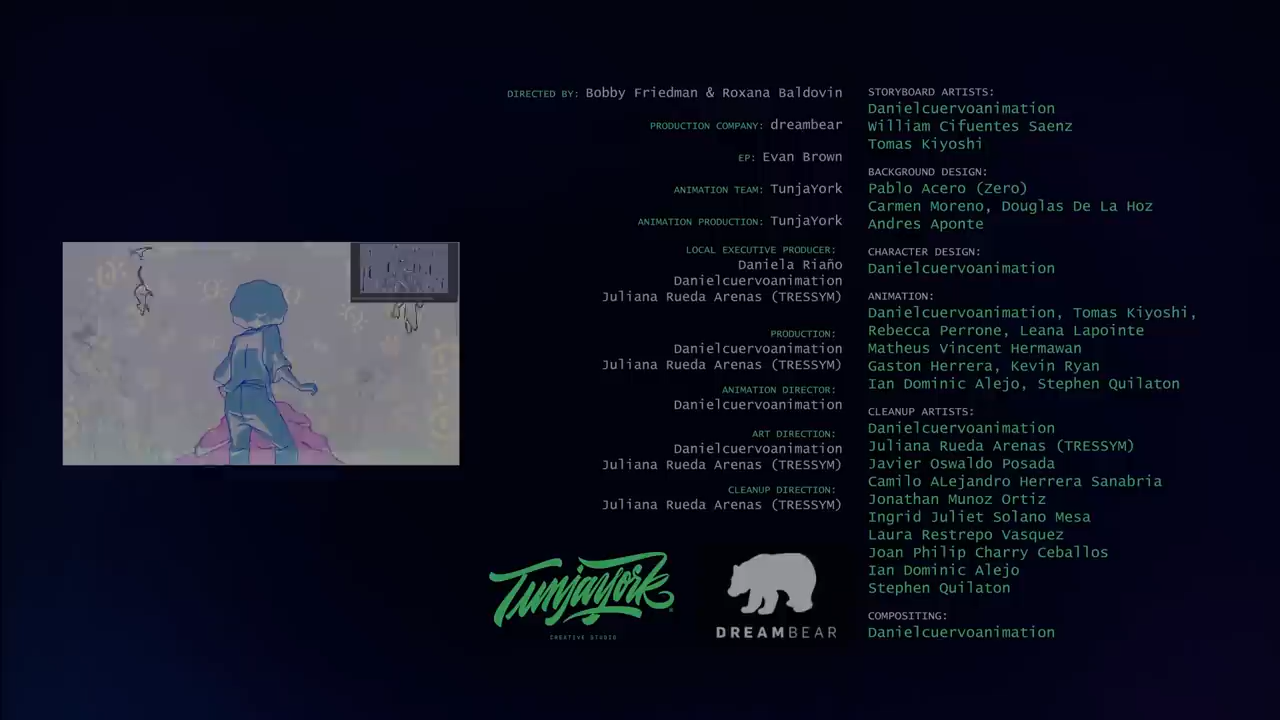 DIRECTED BY: Bobby Friedman & Roxana Baldovin
PRODUCTION COMPANY: dreambear
EP: Evan Brown
ANIMATION TEAM: TunjaYork
ANIMATION PRODUCTION: TunjaYork
LOCAL EXECUTIVE PRODUCER:
Daniela Riaño
Danielcuervoanimation
Juliana Rueda Arenas (TRESSYM)
PRODUCTION:
Danielcuervoanimation
Juliana Rueda Arenas (TRESSYM)
ANIMATION DIRECTOR:
Danielcuervoanimation
ART DIRECTION:
Danielcuervoanimation
Juliana Rueda Arenas (TRESSYM)
CLEANUP DIRECTION:
Juliana Rueda Arenas (TRESSYM)
TunjaYork
CREATIVE STUDIO
DREAMBEAR
STORYBOARD ARTISTS:
Danielcuervoanimation
William Cifuentes Saenz
Tomas Kiyoshi
BACKGROUND DESIGN:
Pablo Acero (Zero)
Carmen Moreno, Douglas De La Hoz
Andres Aponte
CHARACTER DESIGN:
Danielcuervoanimation
ANIMATION:
Danielcuervoanimation, Tomas Kiyoshi,
Rebecca Perrone, Leana Lapointe
Matheus Vincent Hermawan
Gaston Herrera, Kevin Ryan
Ian Dominic Alejo, Stephen Quilaton
CLEANUP ARTISTS:
Danielcuervoanimation
Juliana Rueda Arenas (TRESSYM)
Javier Oswaldo Posada
Camilo ALejandro Herrera Sanabria
Jonathan Munoz Ortiz
Ingrid Juliet Solano Mesa
Laura Restrepo Vasquez
Joan Philip Charry Ceballos
Ian Dominic Alejo
Stephen Quilaton
COMPOSITING:
Danielcuervoanimation